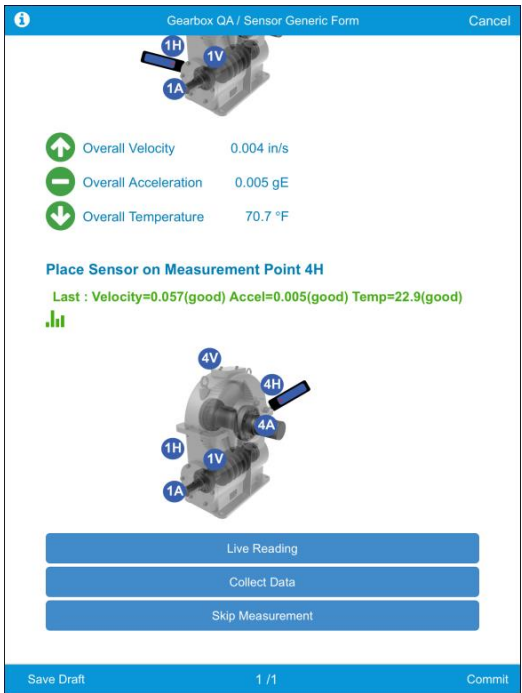 Gearbox QA / Sensor Generic Form
Cancel
1H
1V
1A
Overall Velocity 0.004 in/s
Overall Acceleration 0.005 gE
Overall Temperature 70.7 °F
Place Sensor on Measurement Point 4H
Last : Velocity=0.057(good) Accel=0.005(good) Temp=22.9(good)
4V
4H
4A
1H
1V
1A
Live Reading
Collect Data
Skip Measurement
Save Draft
1 /1
Commit